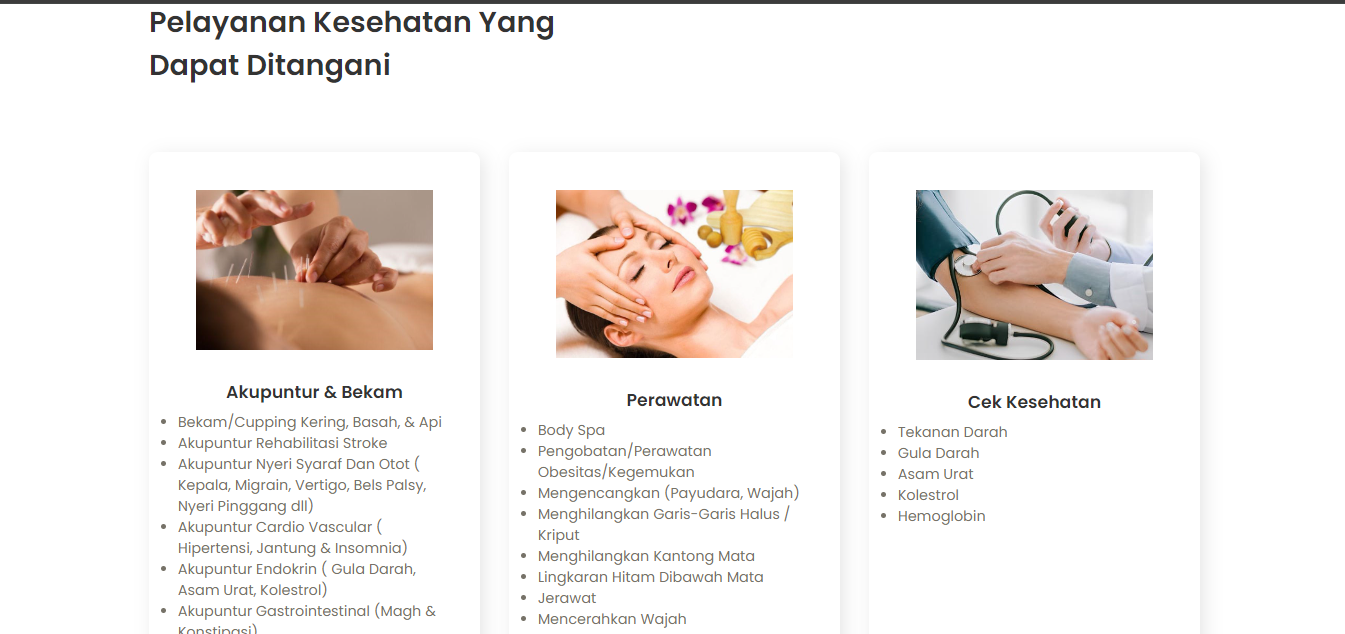 Pelayanan Kesehatan Yang
Dapat Ditangani
Akupuntur & Bekam
Bekam/Cupping Kering, Basah, & Api
Akupuntur Rehabilitasi Stroke
Akupuntur Nyeri Syaraf Dan Otot (
Kepala, Migrain, Vertigo, Bels Palsy,
Nyeri Pinggang dll)
Akupuntur Cardio Vascular (
Hipertensi, Jantung & Insomnia)
Akupuntur Endokrin ( Gula Darah,
Asam Urat, Kolestrol)
Akupuntur Gastrointestinal (Magh &
Konstipasi)
Perawatan
Body Spa
Pengobatan/Perawatan
Obesitas/Kegemukan
Mengencangkan (Payudara, Wajah)
Menghilangkan Garis-Garis Halus /
Kriput
Menghilangkan Kantong Mata
Lingkaran Hitam Dibawah Mata
Jerawat
Mencerahkan Wajah
Cek Kesehatan
Tekanan Darah
Gula Darah
Asam Urat
Kolestrol
Hemoglobin